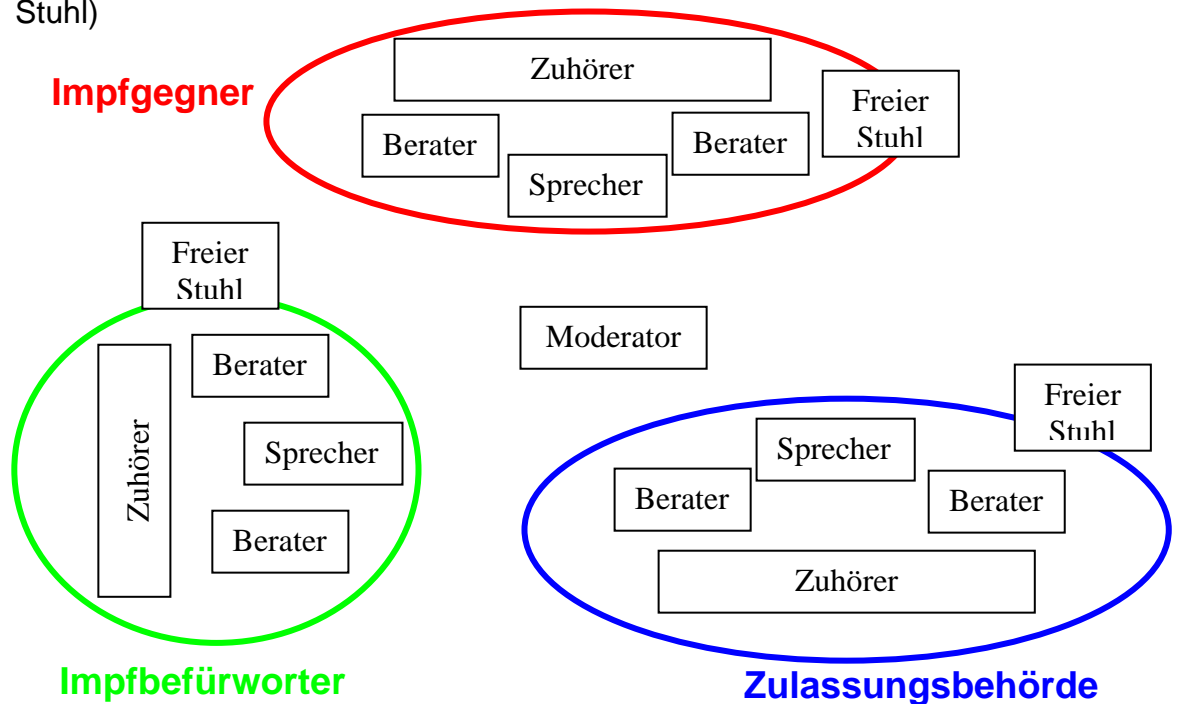 Stuhl)
Impfgegner
Zuhörer
Berater
Berater
Sprecher
Freier
Stuhl
Freier
Stuhl
Berater
Sprecher
Berater
Zuhörer
Impfbefürworter
Moderator
Freier
Stuhl
Sprecher
Berater
Berater
Zuhörer
Zulassungsbehörde